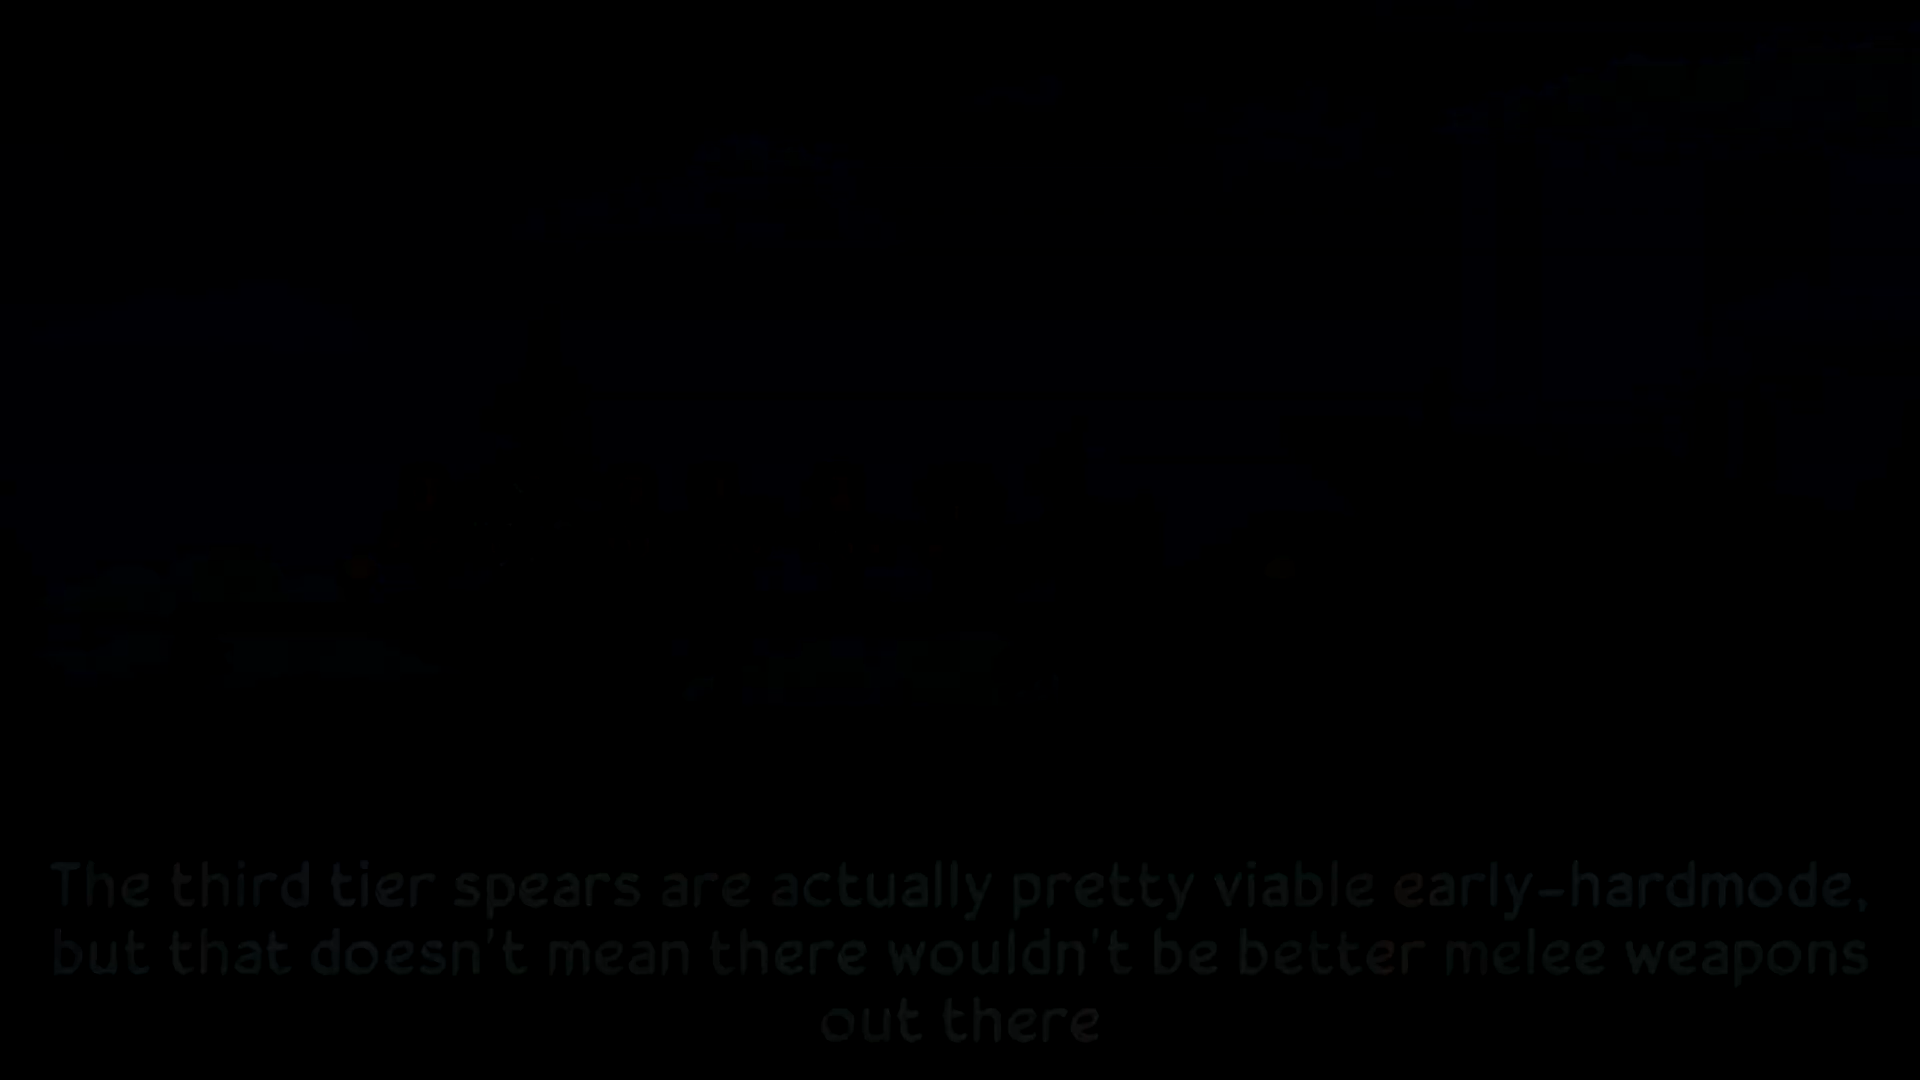 The third tier spears are actually pretty viable early-hardmode,
but that doesn't mean there wouldn't be better melee weapons
out there